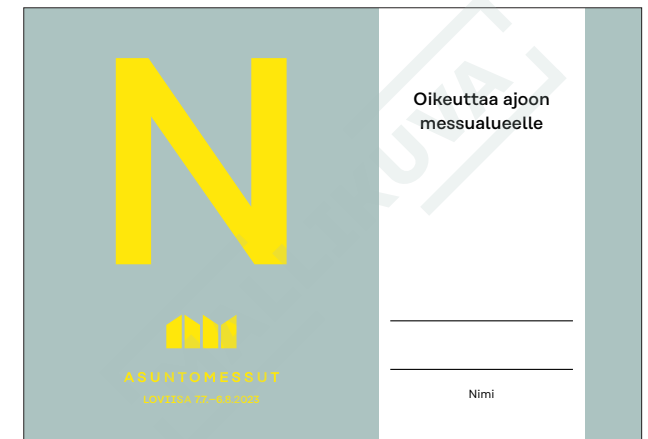 N
Oikeuttaa ajoon
messualueelle
ASUNTOMESSUT
LOVIISA 7.7.–6.8.2023
Nimi